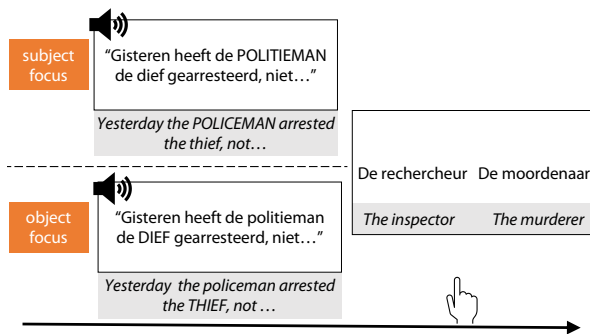 subject
focus
“Gisteren heeft de POLITIEMAN
de dief gearresteerd, niet…”
Yesterday the POLICEMAN arrested
the thief, not…
De rechercheur De moordenaar
The inspector The murderer
object
focus
“Gisteren heeft de politieman
de DIEF gearresteerd, niet…”
Yesterday the policeman arrested
the THIEF, not …